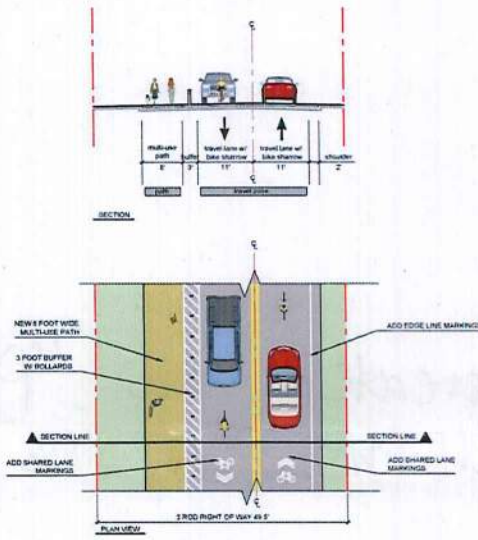 ℄
multi-use
path
8'
buffer
3'
travel lane w/
bike sharrow
11'
travel lane w/
bike sharrow
11'
shoulder
2'
℄
path
travel zone
SECTION
℄
NEW 8 FOOT WIDE
MULTI-USE PATH
3 FOOT BUFFER
W/ BOLLARDS
ADD EDGE LINE MARKINGS
SECTION LINE
SECTION LINE
ADD SHARED LANE
MARKINGS
ADD SHARED LANE
MARKINGS
3 ROD RIGHT OF WAY 49.5'
PLAN VIEW
℄